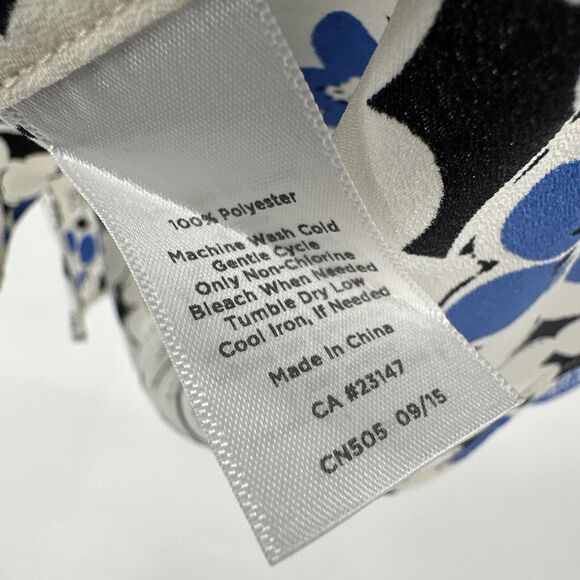 100% Polyester
Machine Wash Cold
Gentle Cycle
Only Non-Chlorine
Bleach When Needed
Tumble Dry Low
Cool Iron, If Needed
Made In China
CA #23147
CN505 09/15